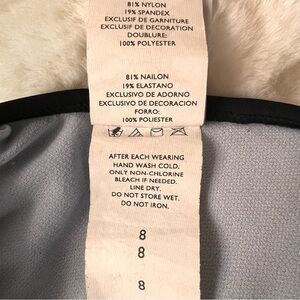 81% NYLON
19% SPANDEX
EXCLUSIF DE GARNITURE
EXCLUSIF DE DECORATION
DOUBLURE:
100% POLYESTER
81% NAILON
19% ELASTANO
EXCLUSIVO DE ADORNO
EXCLUSIVO DE DECORACION
FORRO:
100% POLIESTER
AFTER EACH WEARING
HAND WASH COLD.
ONLY NON-CHLORINE
BLEACH IF NEEDED.
LINE DRY.
DO NOT STORE WET.
DO NOT IRON.
8
8
8